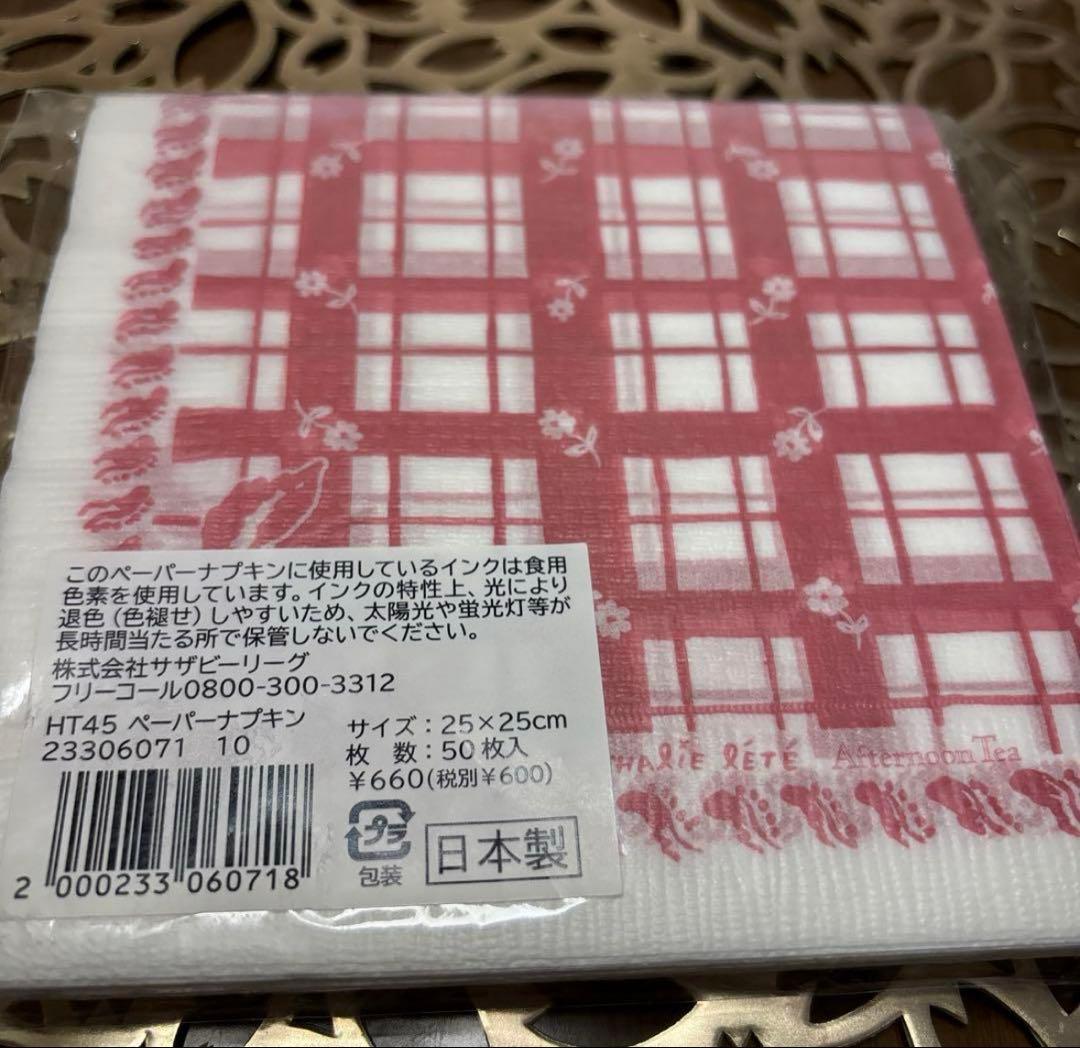 HALIE LÉTÉ Afternoon Tea
このペーパーナプキンに使用しているインクは食用
色素を使用しています。インクの特性上、光により
退色（色褪せ）しやすいため、太陽光や蛍光灯等が
長時間当たる所で保管しないでください。
株式会社サザビーリーグ
フリーコール0800-300-3312
HT45 ペーパーナプキン
23306071 10
サイズ：25×25cm
枚 数：50枚入
¥660(税別¥600)
プラ
包装
日本製
2 000233 060718